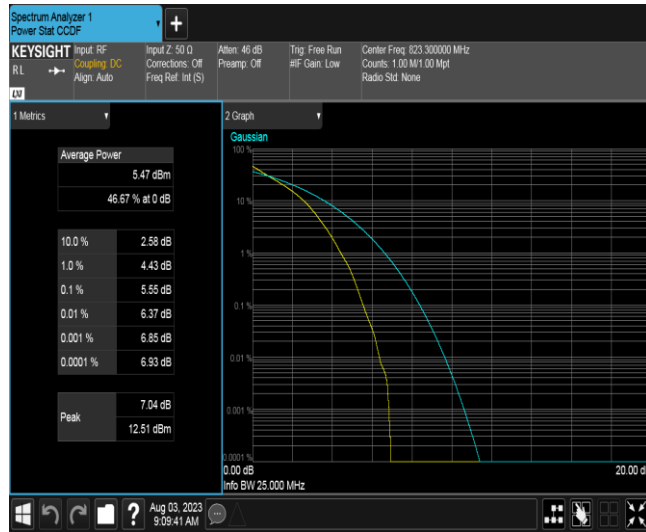 Spectrum Analyzer 1
Power Stat CCDF
+
KEYSIGHT
RL
LXI
Input: RF
Coupling: DC
Align: Auto
Input Z: 50 Ω
Corrections: Off
Freq Ref: Int (S)
Atten: 46 dB
Preamp: Off
Trig: Free Run
#IF Gain: Low
Center Freq: 823.300000 MHz
Counts: 1.00 M/1.00 Mpt
Radio Std: None
1 Metrics
Average Power
5.47 dBm
46.67 % at 0 dB
10.0 % 2.58 dB
1.0 % 4.43 dB
0.1 % 5.55 dB
0.01 % 6.37 dB
0.001 % 6.85 dB
0.0001 % 6.93 dB
Peak
7.04 dB
12.51 dBm
2 Graph
Gaussian
100 %
10 %
1 %
0.1 %
0.01 %
0.001 %
0.0001 %
0.00 dB
20.00 d
Info BW 25.000 MHz
?
Aug 03, 2023
9:09:41 AM